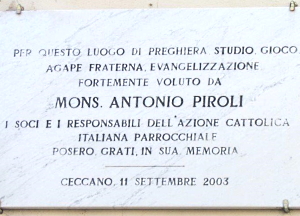 PER QUESTO LUOGO DI PREGHIERA STUDIO, GIOCO,
AGAPE FRATERNA, EVANGELIZZAZIONE
FORTEMENTE VOLUTO DA
MONS. ANTONIO PIROLI
I SOCI E I RESPONSABILI DELL'AZIONE CATTOLICA
ITALIANA PARROCCHIALE
POSERO, GRATI, IN SUA MEMORIA
CECCANO, 11 SETTEMBRE 2003